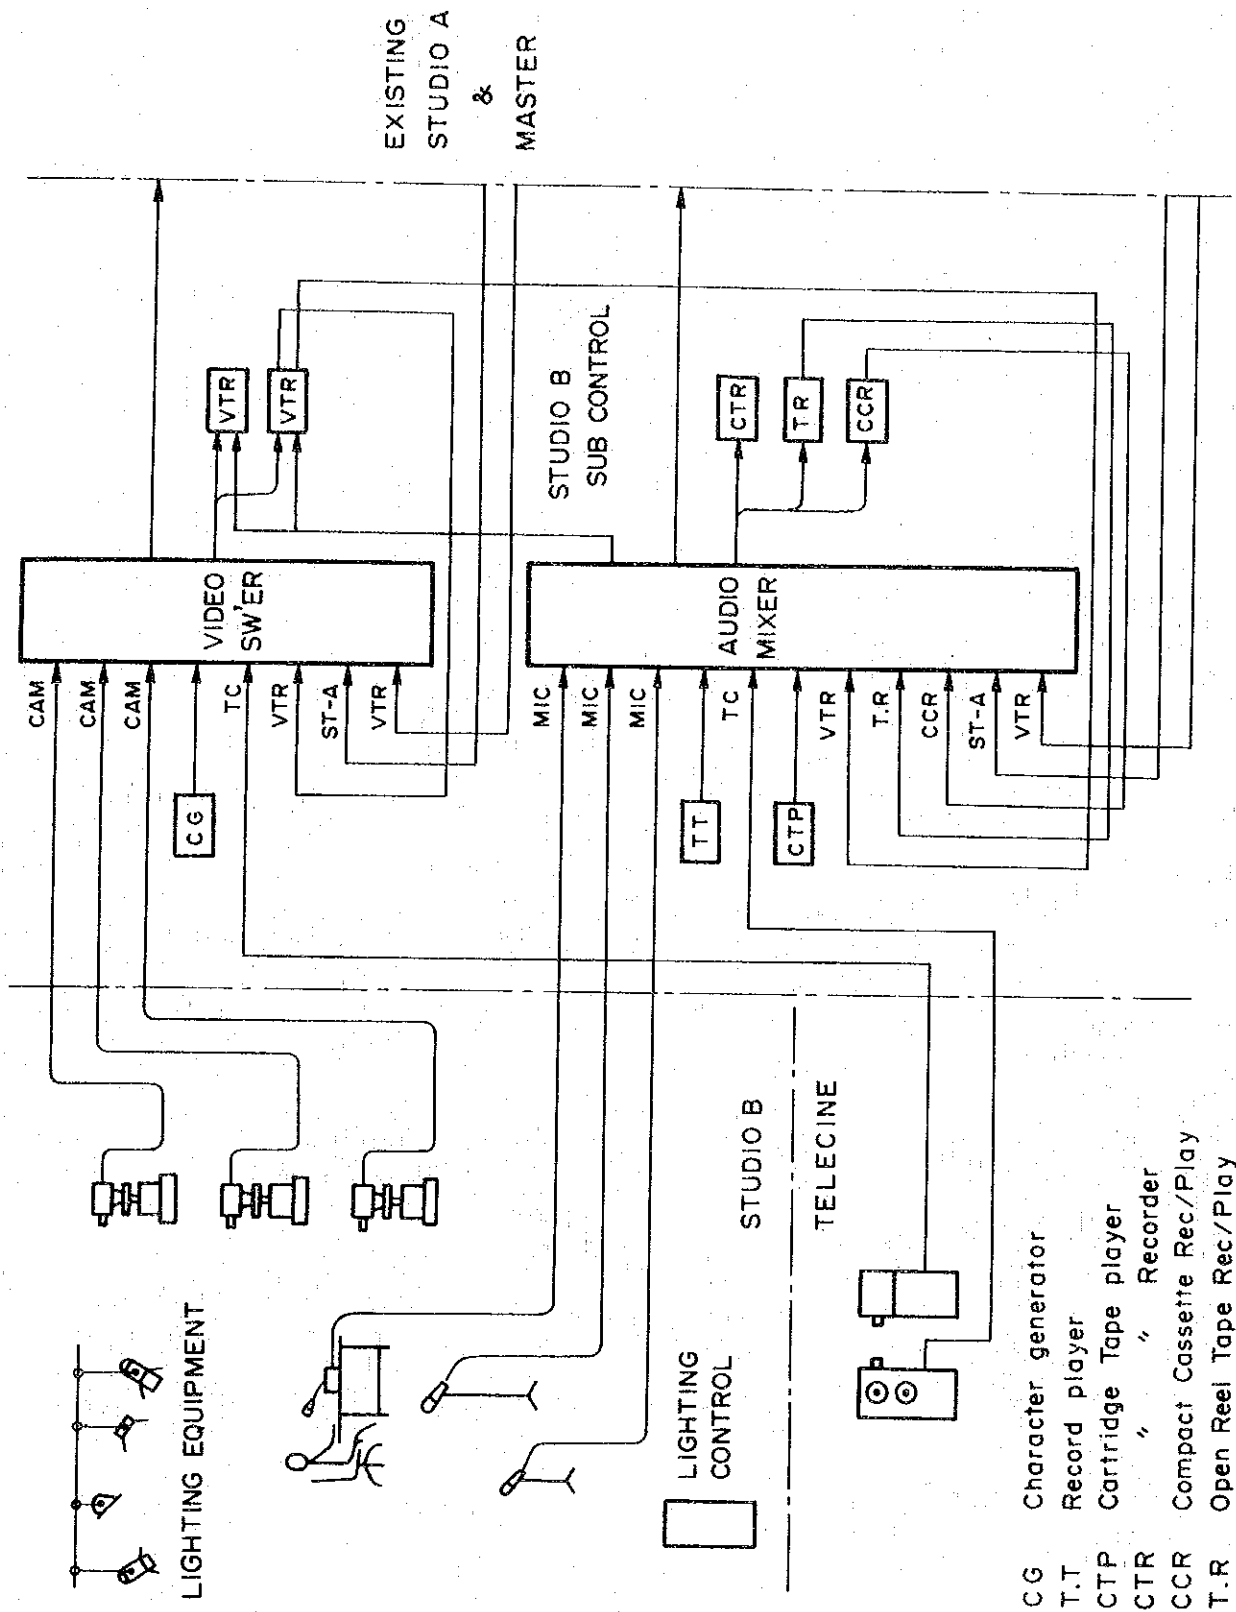 LIGHTING EQUIPMENT
LIGHTING
CONTROL
STUDIO B
TELECINE
CAM
CAM
CAM
CG
TC
VTR
ST-A
VTR
VIDEO
SW'ER
VTR
VTR
STUDIO B
SUB CONTROL
MIC
MIC
MIC
TT
TC
CTP
VTR
T.R
CCR
ST-A
VTR
AUDIO
MIXER
CTR
TR
CCR
EXISTING
STUDIO A
&
MASTER
CG Character generator
T.T Record player
CTP Cartridge Tape player
CTR " " Recorder
CCR Compact Cassette Rec/Play
T.R Open Reel Tape Rec/Play